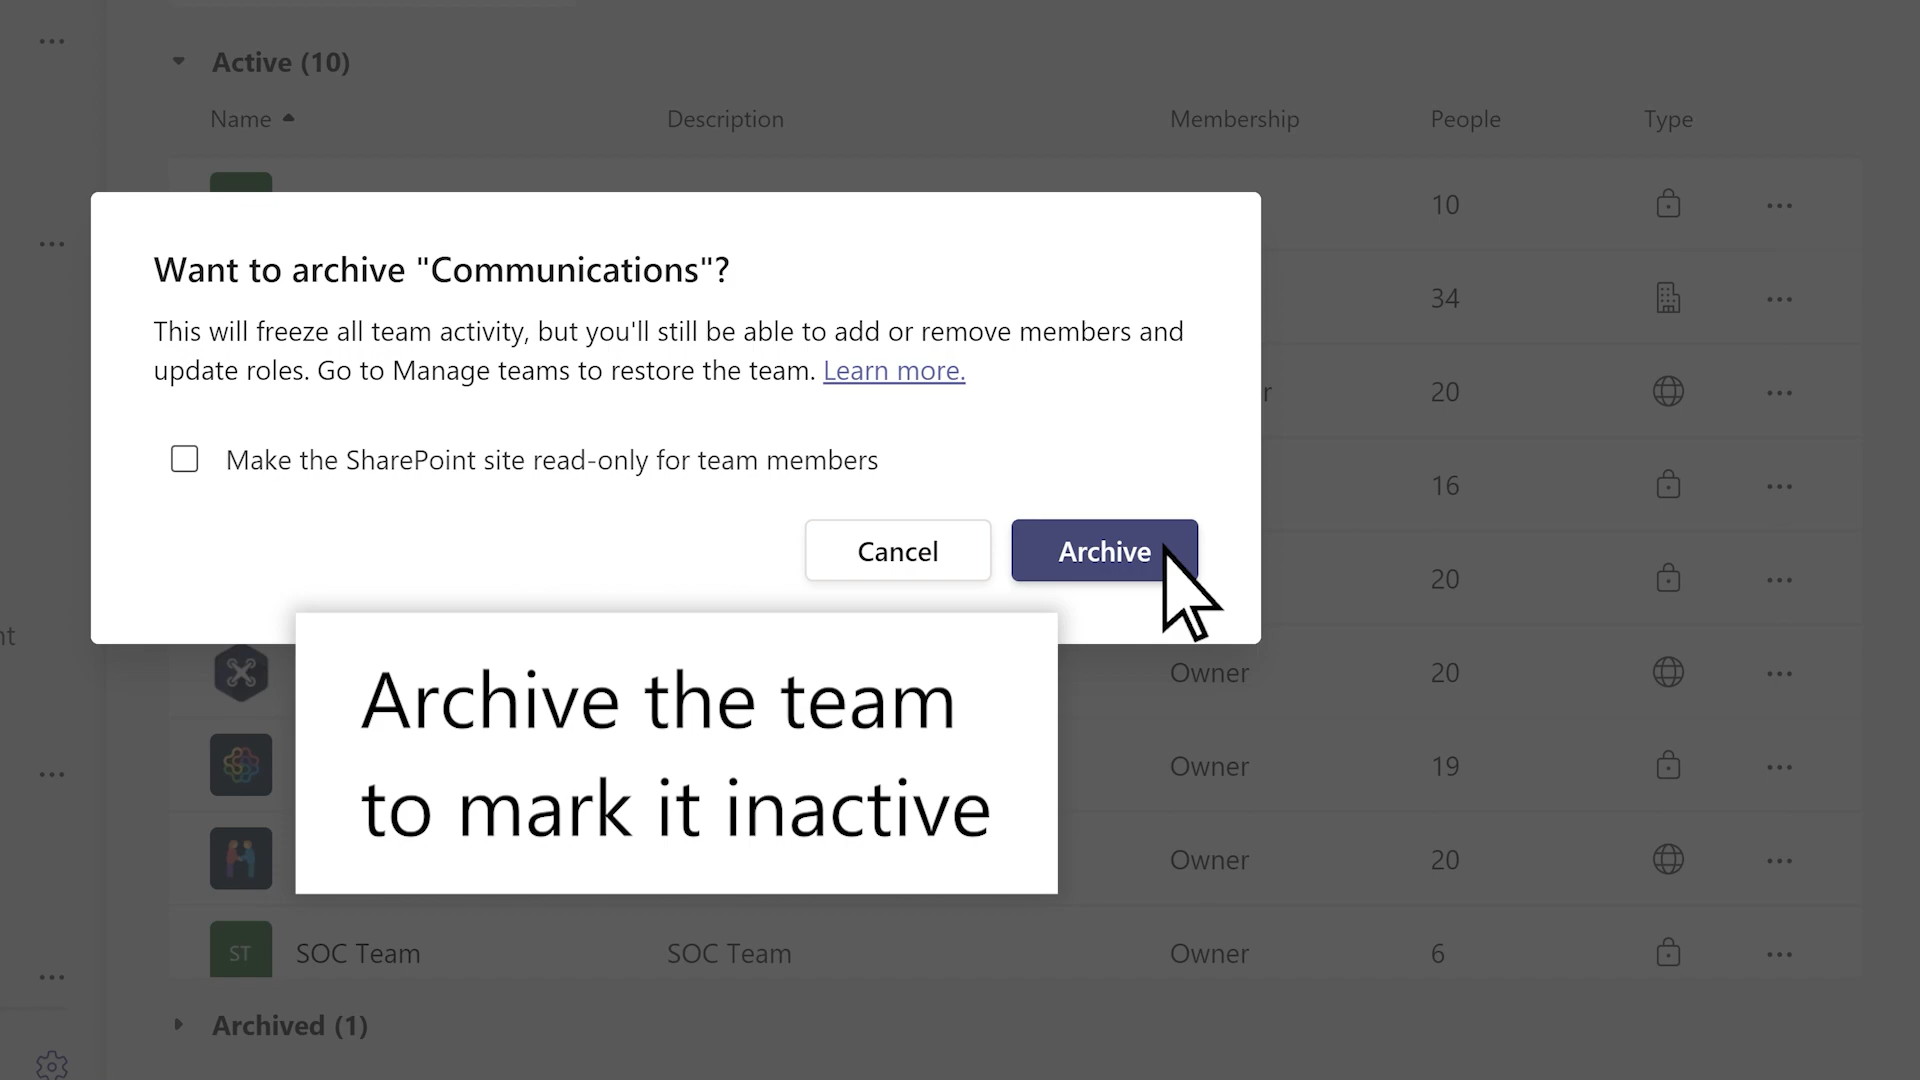 Active (10)
Name Description Membership People Type
10
34
20
16
20
Want to archive "Communications"?
This will freeze all team activity, but you'll still be able to add or remove members and
update roles. Go to Manage teams to restore the team. Learn more.
Make the SharePoint site read-only for team members
Cancel Archive
Archive the team
to mark it inactive
Owner 20
Owner 19
Owner 20
ST SOC Team SOC Team Owner 6
Archived (1)